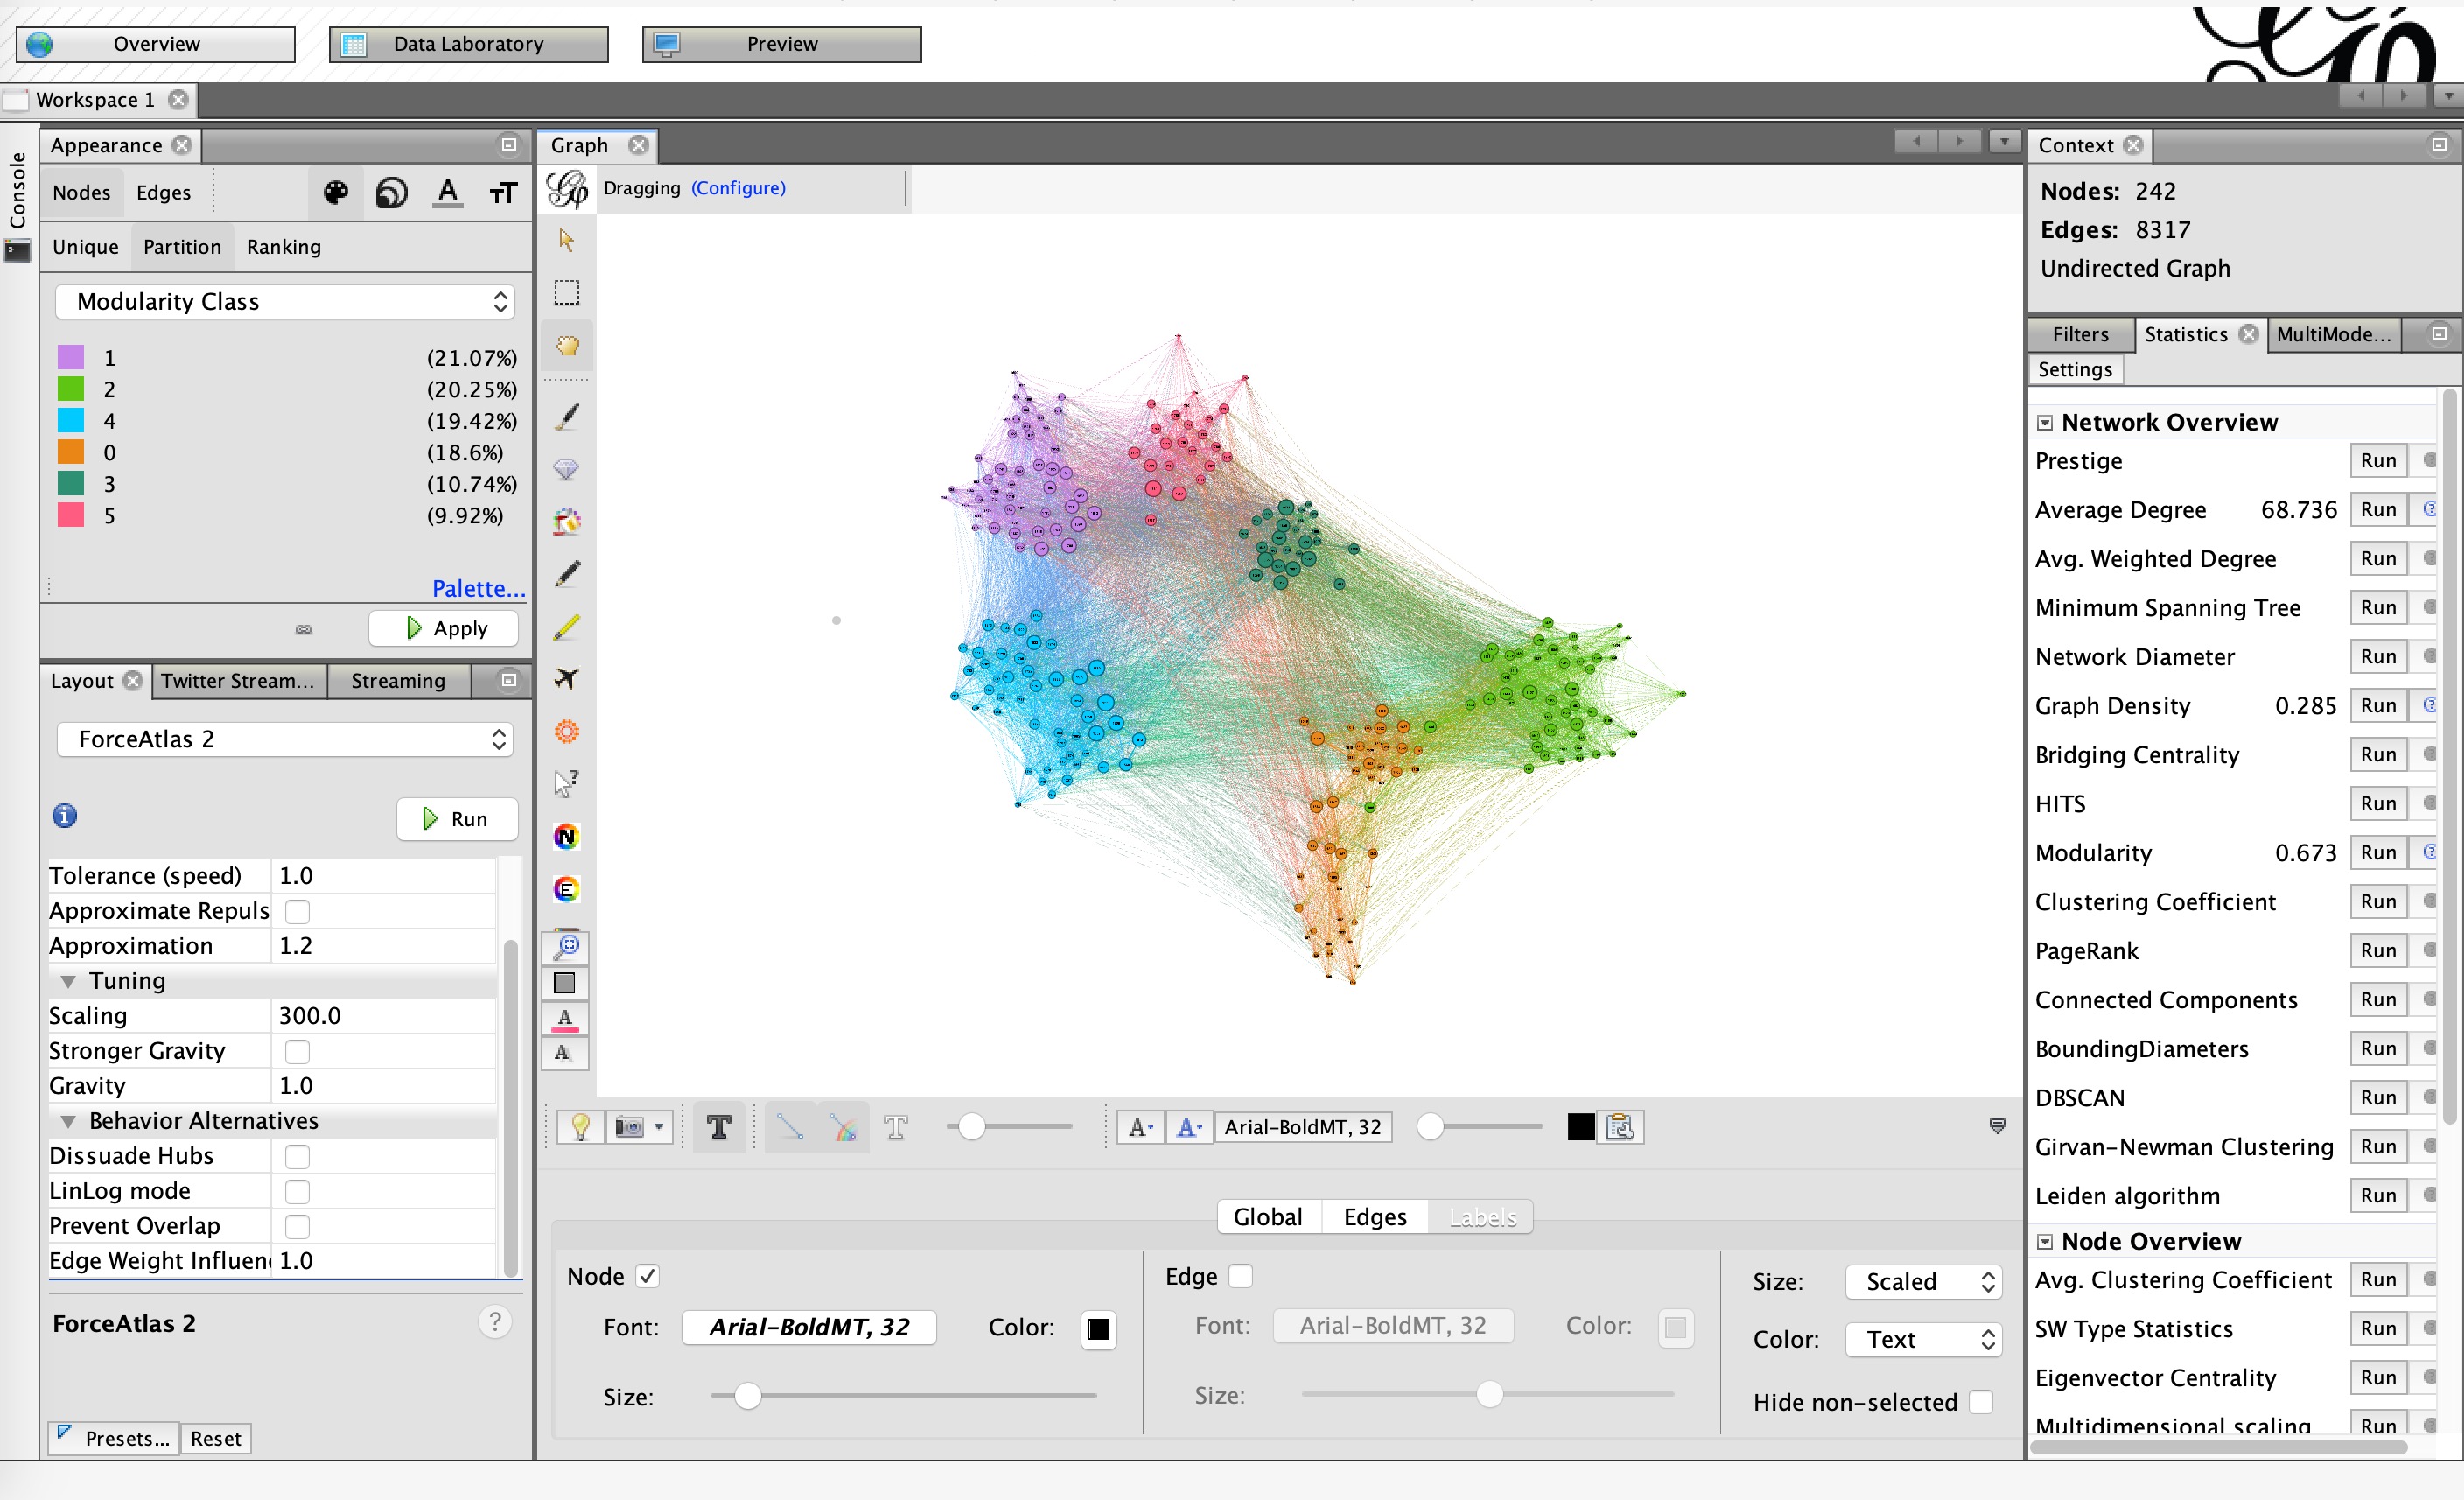 Overview
Data Laboratory
Preview
Workspace 1
Console
Appearance
Nodes
Edges
Unique
Partition
Ranking
Modularity Class
1 (21.07%)
2 (20.25%)
4 (19.42%)
0 (18.6%)
3 (10.74%)
5 (9.92%)
Palette...
Apply
Layout
Twitter Stream...
Streaming
ForceAtlas 2
Run
Tolerance (speed) 1.0
Approximate Repuls
Approximation 1.2
Tuning
Scaling 300.0
Stronger Gravity
Gravity 1.0
Behavior Alternatives
Dissuade Hubs
LinLog mode
Prevent Overlap
Edge Weight Influen 1.0
ForceAtlas 2
Presets...
Reset
Graph
Dragging (Configure)
Arial-BoldMT, 32
Global
Edges
Labels
Node
Font: Arial-BoldMT, 32 Color:
Size:
Edge
Font: Arial-BoldMT, 32 Color:
Size:
Size: Scaled
Color: Text
Hide non-selected
Context
Nodes: 242
Edges: 8317
Undirected Graph
Filters
Statistics
MultiMode...
Settings
Network Overview
Prestige Run
Average Degree 68.736 Run
Avg. Weighted Degree Run
Minimum Spanning Tree Run
Network Diameter Run
Graph Density 0.285 Run
Bridging Centrality Run
HITS Run
Modularity 0.673 Run
Clustering Coefficient Run
PageRank Run
Connected Components Run
BoundingDiameters Run
DBSCAN Run
Girvan-Newman Clustering Run
Leiden algorithm Run
Node Overview
Avg. Clustering Coefficient Run
SW Type Statistics Run
Eigenvector Centrality Run
Multidimensional scaling Run